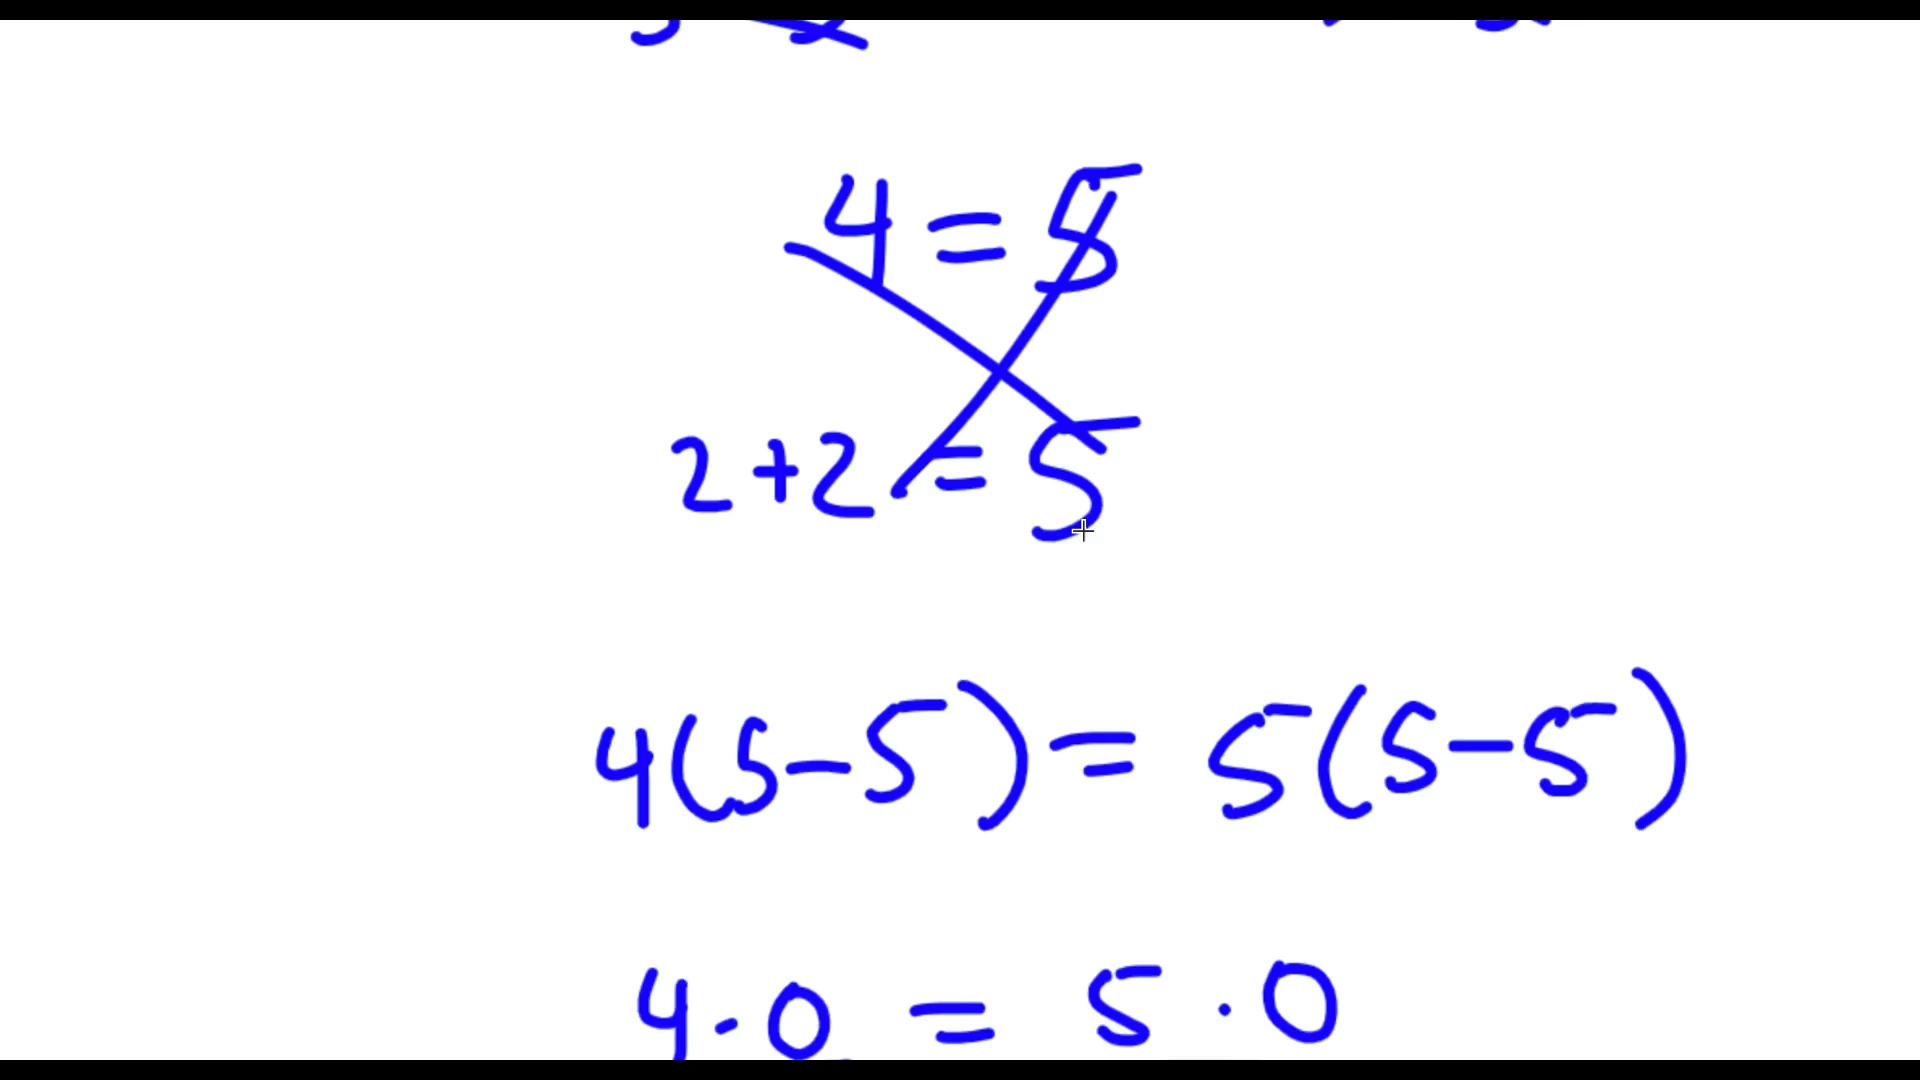 4 = 5
2 + 2 = 5
4(5 - 5) = 5(5 - 5)
4 · 0 = 5 · 0